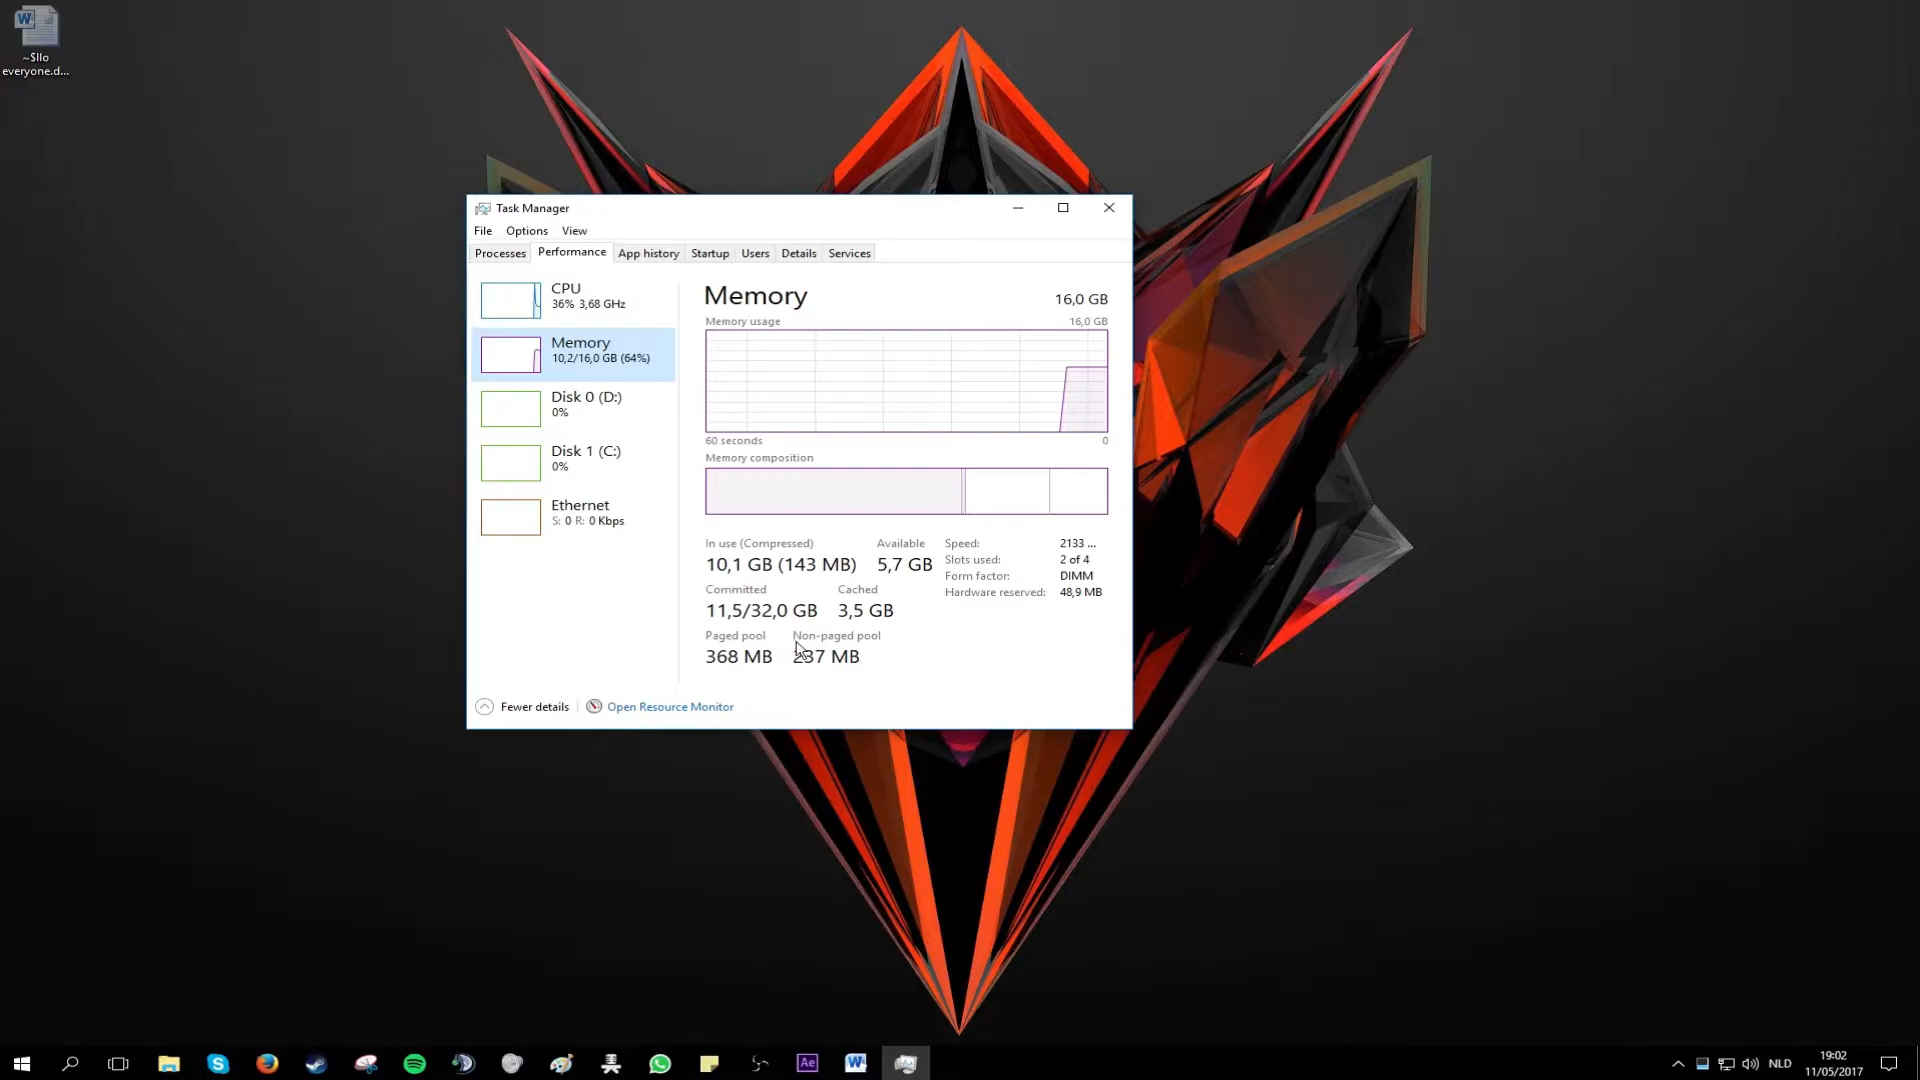 ~$llo
everyone.d...
Task Manager
File Options View
Processes Performance App history Startup Users Details Services
CPU
36% 3,68 GHz
Memory
10,2/16,0 GB (64%)
Disk 0 (D:)
0%
Disk 1 (C:)
0%
Ethernet
S: 0 R: 0 Kbps
Memory 16,0 GB
Memory usage 16,0 GB
60 seconds 0
Memory composition
In use (Compressed) Available
10,1 GB (143 MB) 5,7 GB
Committed Cached
11,5/32,0 GB 3,5 GB
Paged pool Non-paged pool
368 MB 237 MB
Speed: 2133 ...
Slots used: 2 of 4
Form factor: DIMM
Hardware reserved: 48,9 MB
Fewer details Open Resource Monitor
Ae
NLD
19:02
11/05/2017